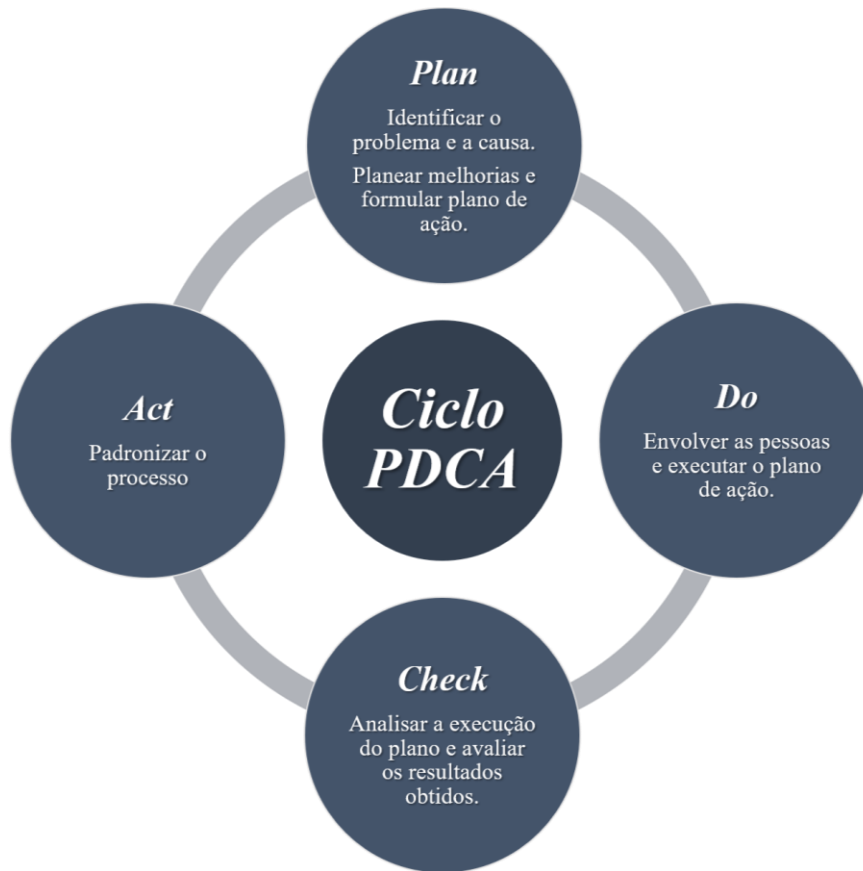 Plan
Identificar o
problema e a causa.
Planear melhorias e
formular plano de
ação.
Act
Padronizar o
processo
Ciclo
PDCA
Do
Envolver as pessoas
e executar o plano
de ação.
Check
Analisar a execução
do plano e avaliar
os resultados
obtidos.